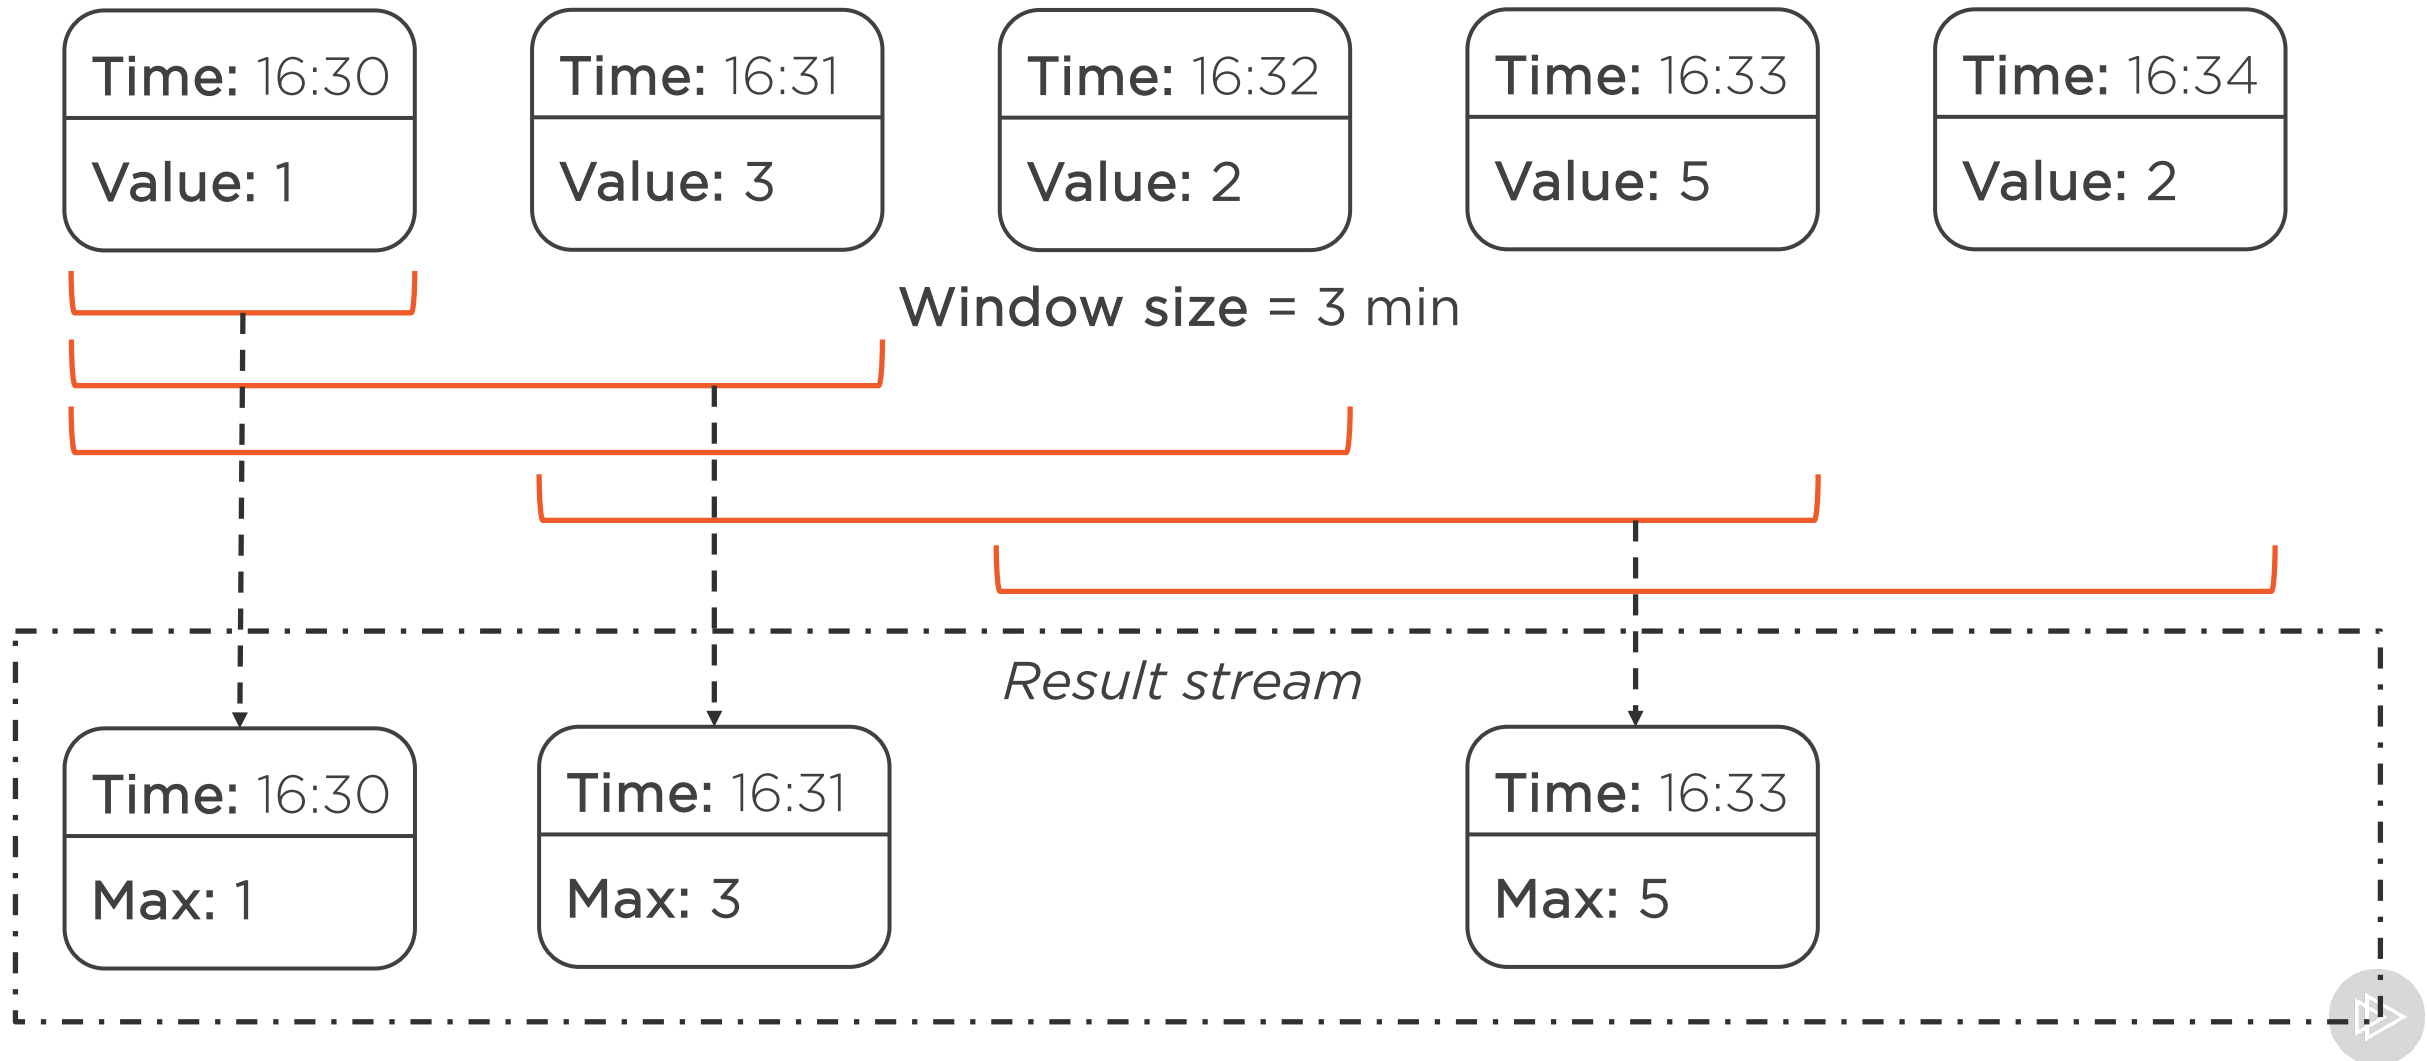 Time: 16:30
Value: 1
Time: 16:31
Value: 3
Time: 16:32
Value: 2
Time: 16:33
Value: 5
Time: 16:34
Value: 2
Window size = 3 min
Result stream
Time: 16:30
Max: 1
Time: 16:31
Max: 3
Time: 16:33
Max: 5